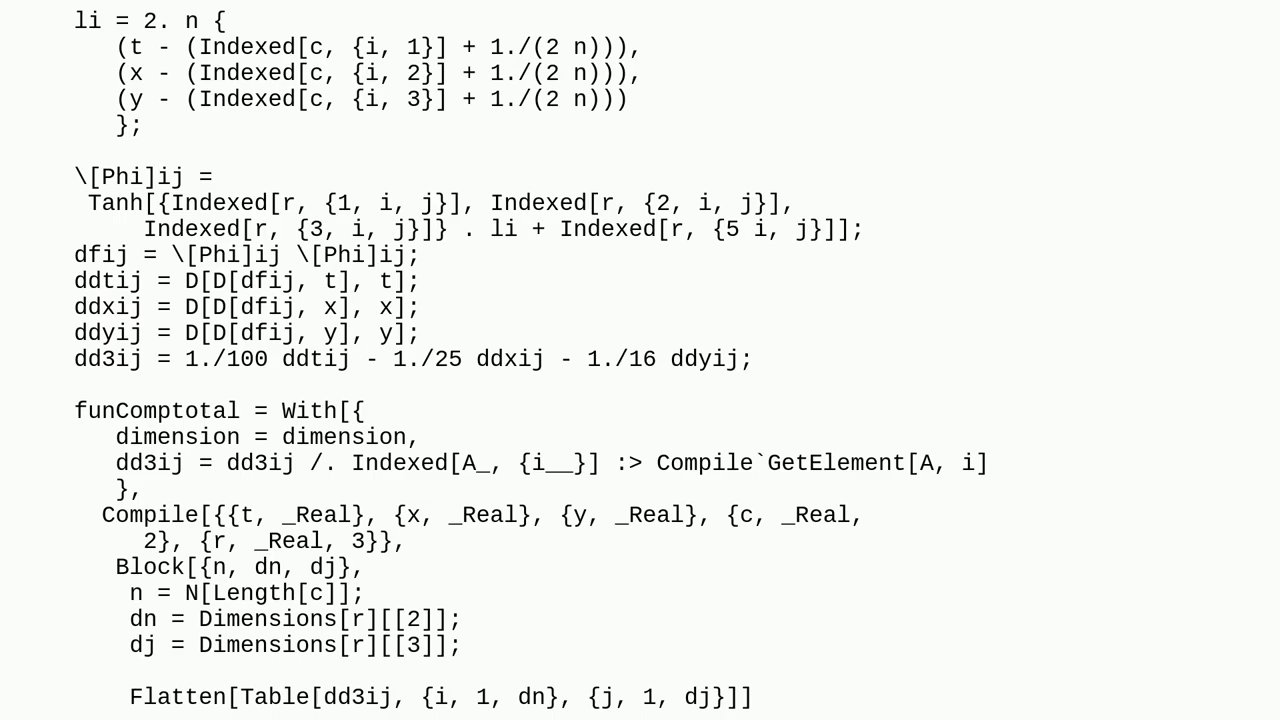 li = 2. n {
(t - (Indexed[c, {i, 1}] + 1./(2 n))),
(x - (Indexed[c, {i, 2}] + 1./(2 n))),
(y - (Indexed[c, {i, 3}] + 1./(2 n)))
};
\[Phi]ij =
Tanh[{Indexed[r, {1, i, j}], Indexed[r, {2, i, j}],
Indexed[r, {3, i, j}]} . li + Indexed[r, {5 i, j}]];
dfij = \[Phi]ij \[Phi]ij;
ddtij = D[D[dfij, t], t];
ddxij = D[D[dfij, x], x];
ddyij = D[D[dfij, y], y];
dd3ij = 1./100 ddtij - 1./25 ddxij - 1./16 ddyij;
funComptotal = With[{
dimension = dimension,
dd3ij = dd3ij /. Indexed[A_, {i__}] :> Compile`GetElement[A, i]
},
Compile[{{t, _Real}, {x, _Real}, {y, _Real}, {c, _Real,
2}, {r, _Real, 3}},
Block[{n, dn, dj},
n = N[Length[c]];
dn = Dimensions[r][[2]];
dj = Dimensions[r][[3]];
Flatten[Table[dd3ij, {i, 1, dn}, {j, 1, dj}]]